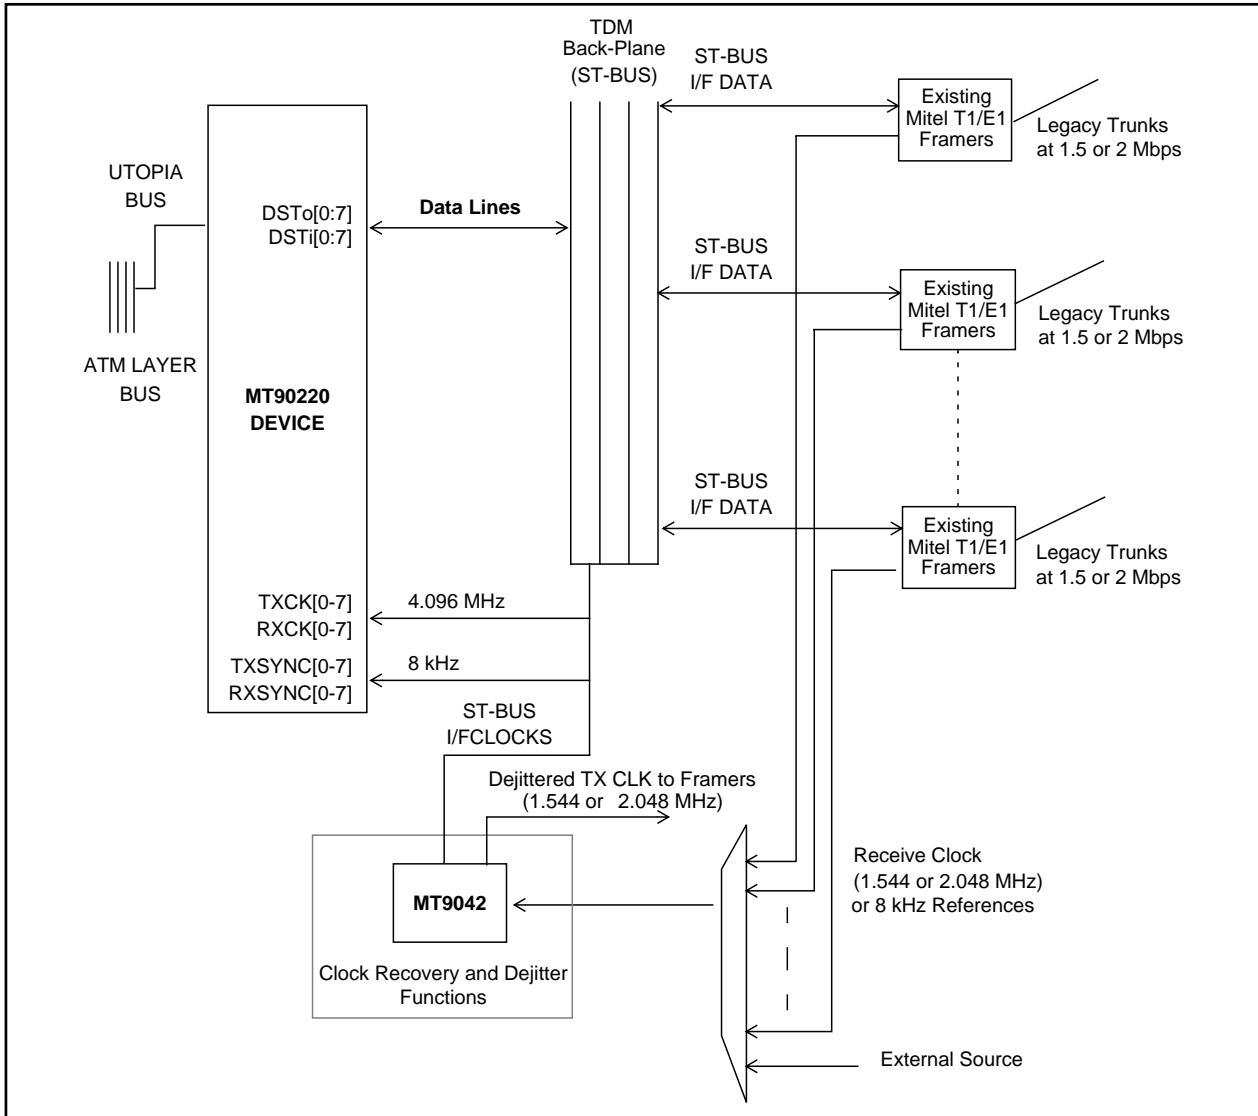 TDM
Back-Plane
(ST-BUS)
ST-BUS
I/F DATA
Existing
Mitel T1/E1
Framers
Legacy Trunks
at 1.5 or 2 Mbps
UTOPIA
BUS
DSTo[0:7]
DSTi[0:7]
Data Lines
ST-BUS
I/F DATA
Existing
Mitel T1/E1
Framers
Legacy Trunks
at 1.5 or 2 Mbps
ATM LAYER
BUS
MT90220
DEVICE
ST-BUS
I/F DATA
Existing
Mitel T1/E1
Framers
Legacy Trunks
at 1.5 or 2 Mbps
TXCK[0-7]
RXCK[0-7]
4.096 MHz
TXSYNC[0-7]
RXSYNC[0-7]
8 kHz
ST-BUS
I/FCLOCKS
Dejittered TX CLK to Framers
(1.544 or 2.048 MHz)
MT9042
Clock Recovery and Dejitter
Functions
Receive Clock
(1.544 or 2.048 MHz)
or 8 kHz References
External Source